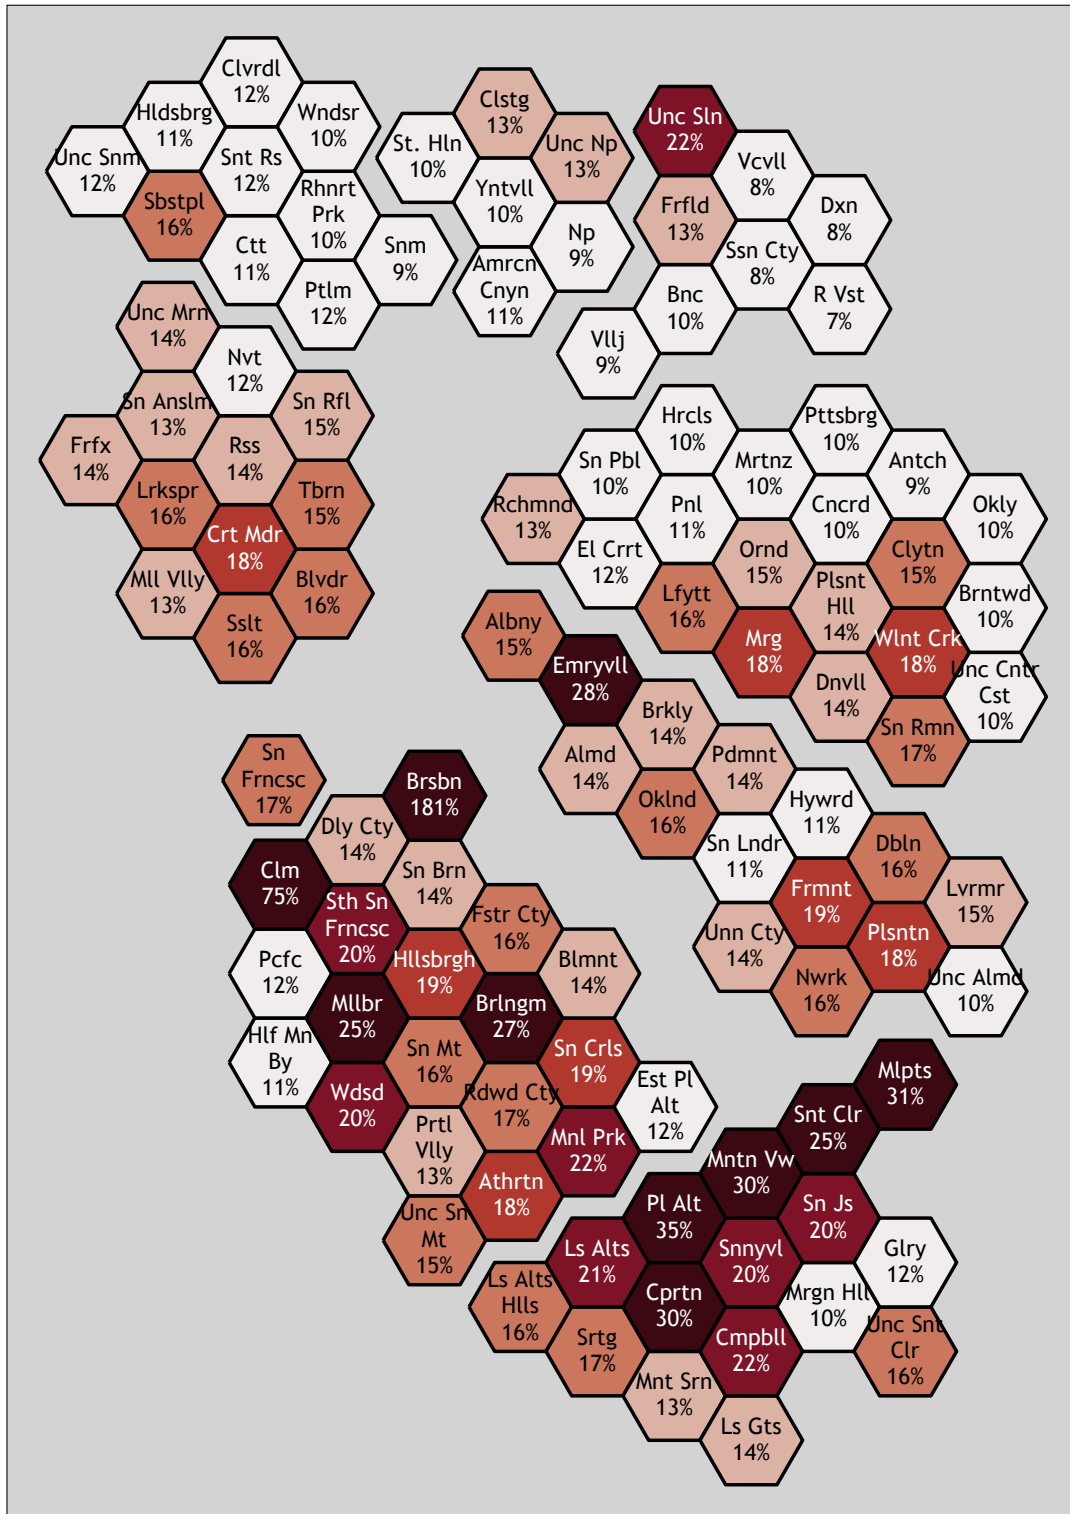 Clvrdl
12%
Hldsbrg
11%
Wndsr
10%
Unc Snm
12%
Snt Rs
12%
Sbstpl
16%
Rhnrt
Prk
10%
Ctt
11%
Snm
9%
Ptlm
12%
Clstg
13%
St. Hln
10%
Unc Np
13%
Yntvll
10%
Np
9%
Amrcn
Cnyn
11%
Unc Sln
22%
Vcvll
8%
Frfld
13%
Dxn
8%
Ssn Cty
8%
Bnc
10%
R Vst
7%
Vllj
9%
Unc Mrn
14%
Nvt
12%
Sn Anslm
13%
Sn Rfl
15%
Frfx
14%
Rss
14%
Lrkspr
16%
Tbrn
15%
Crt Mdr
18%
Mll Vlly
13%
Blvdr
16%
Sslt
16%
Hrcls
10%
Pttsbrg
10%
Sn Pbl
10%
Mrtnz
10%
Antch
9%
Rchmnd
13%
Pnl
11%
Cncrd
10%
Okly
10%
El Crrt
12%
Ornd
15%
Clytn
15%
Lfytt
16%
Plsnt
Hll
14%
Brntwd
10%
Mrg
18%
Wlnt Crk
18%
Dnvll
14%
Unc Cntr
Cst
10%
Sn Rmn
17%
Albny
15%
Emryvll
28%
Brkly
14%
Almd
14%
Pdmnt
14%
Oklnd
16%
Hywrd
11%
Sn Lndr
11%
Dbln
16%
Frmnt
19%
Lvrmr
15%
Unn Cty
14%
Plsntn
18%
Nwrk
16%
Unc Almd
10%
Sn
Frncsc
17%
Brsbn
181%
Dly Cty
14%
Clm
75%
Sn Brn
14%
Sth Sn
Frncsc
20%
Fstr Cty
16%
Pcfc
12%
Hllsbrgh
19%
Blmnt
14%
Mllbr
25%
Brlngm
27%
Hlf Mn
By
11%
Sn Mt
16%
Sn Crls
19%
Wdsd
20%
Rdwd Cty
17%
Est Pl
Alt
12%
Prtl
Vlly
13%
Mnl Prk
22%
Athrtn
18%
Unc Sn
Mt
15%
Mlpts
31%
Snt Clr
25%
Mntn Vw
30%
Pl Alt
35%
Sn Js
20%
Ls Alts
21%
Snnyvl
20%
Glry
12%
Ls Alts
Hlls
16%
Cprtn
30%
Mrgn Hll
10%
Srtg
17%
Cmpbll
22%
Unc Snt
Clr
16%
Mnt Srn
13%
Ls Gts
14%